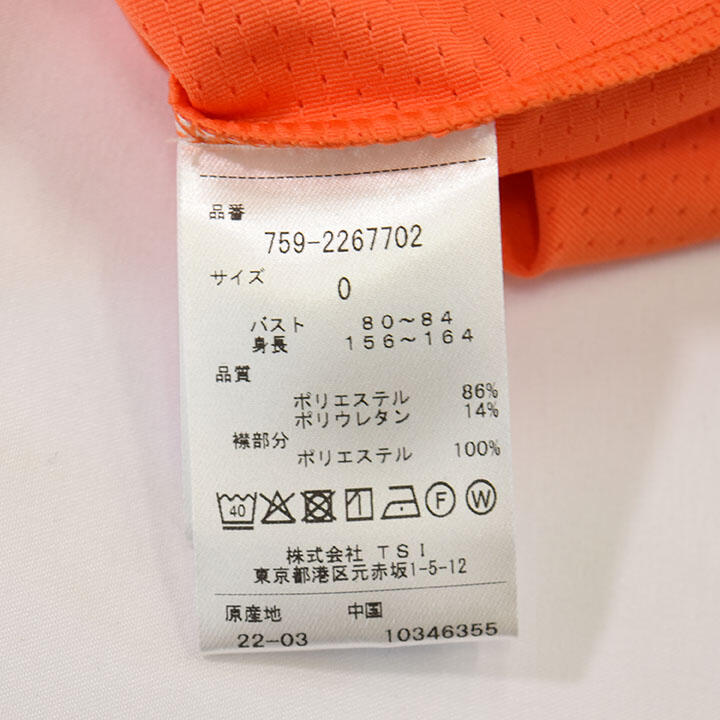 品番
759-2267702
サイズ
0
バスト 80～84
身長 156～164
品質
ポリエステル 86%
ポリウレタン 14%
襟部分
ポリエステル 100%
40 F W
株式会社 TSI
東京都港区元赤坂1-5-12
原産地 中国
22-03 10346355